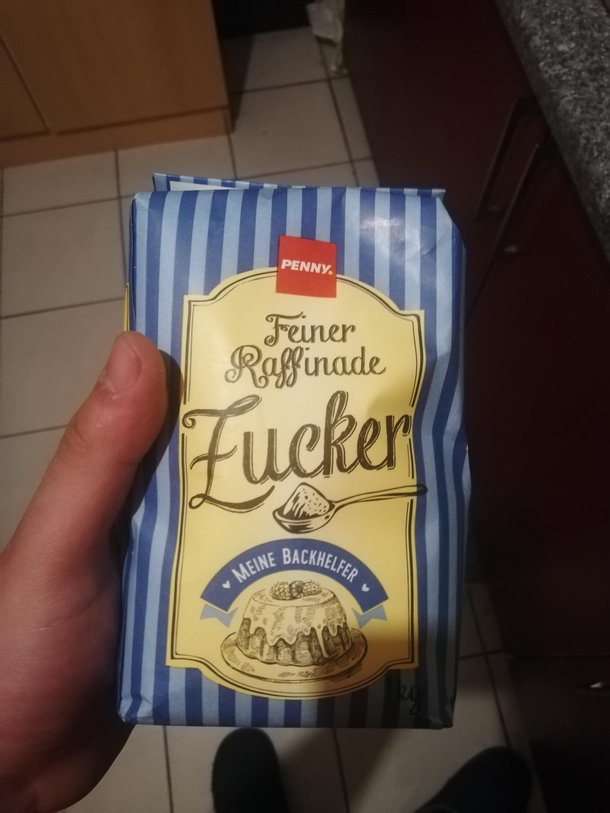 PENNY.
Feiner
Raffinade
Zucker
MEINE BACKHELFER
1kg